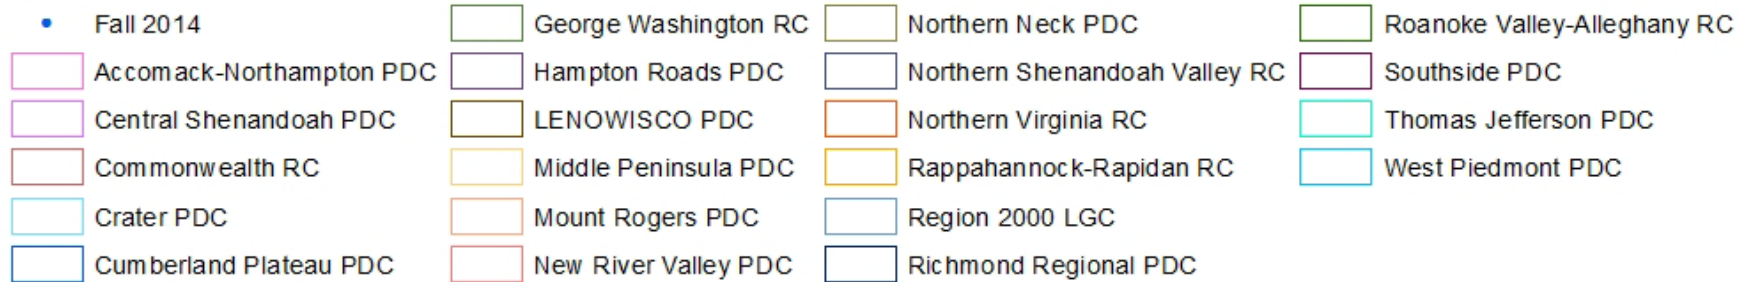 Fall 2014
Accomack-Northampton PDC
Central Shenandoah PDC
Commonwealth RC
Crater PDC
Cumberland Plateau PDC
George Washington RC
Hampton Roads PDC
LENOWISCO PDC
Middle Peninsula PDC
Mount Rogers PDC
New River Valley PDC
Northern Neck PDC
Northern Shenandoah Valley RC
Northern Virginia RC
Rappahannock-Rapidan RC
Region 2000 LGC
Richmond Regional PDC
Roanoke Valley-Alleghany RC
Southside PDC
Thomas Jefferson PDC
West Piedmont PDC